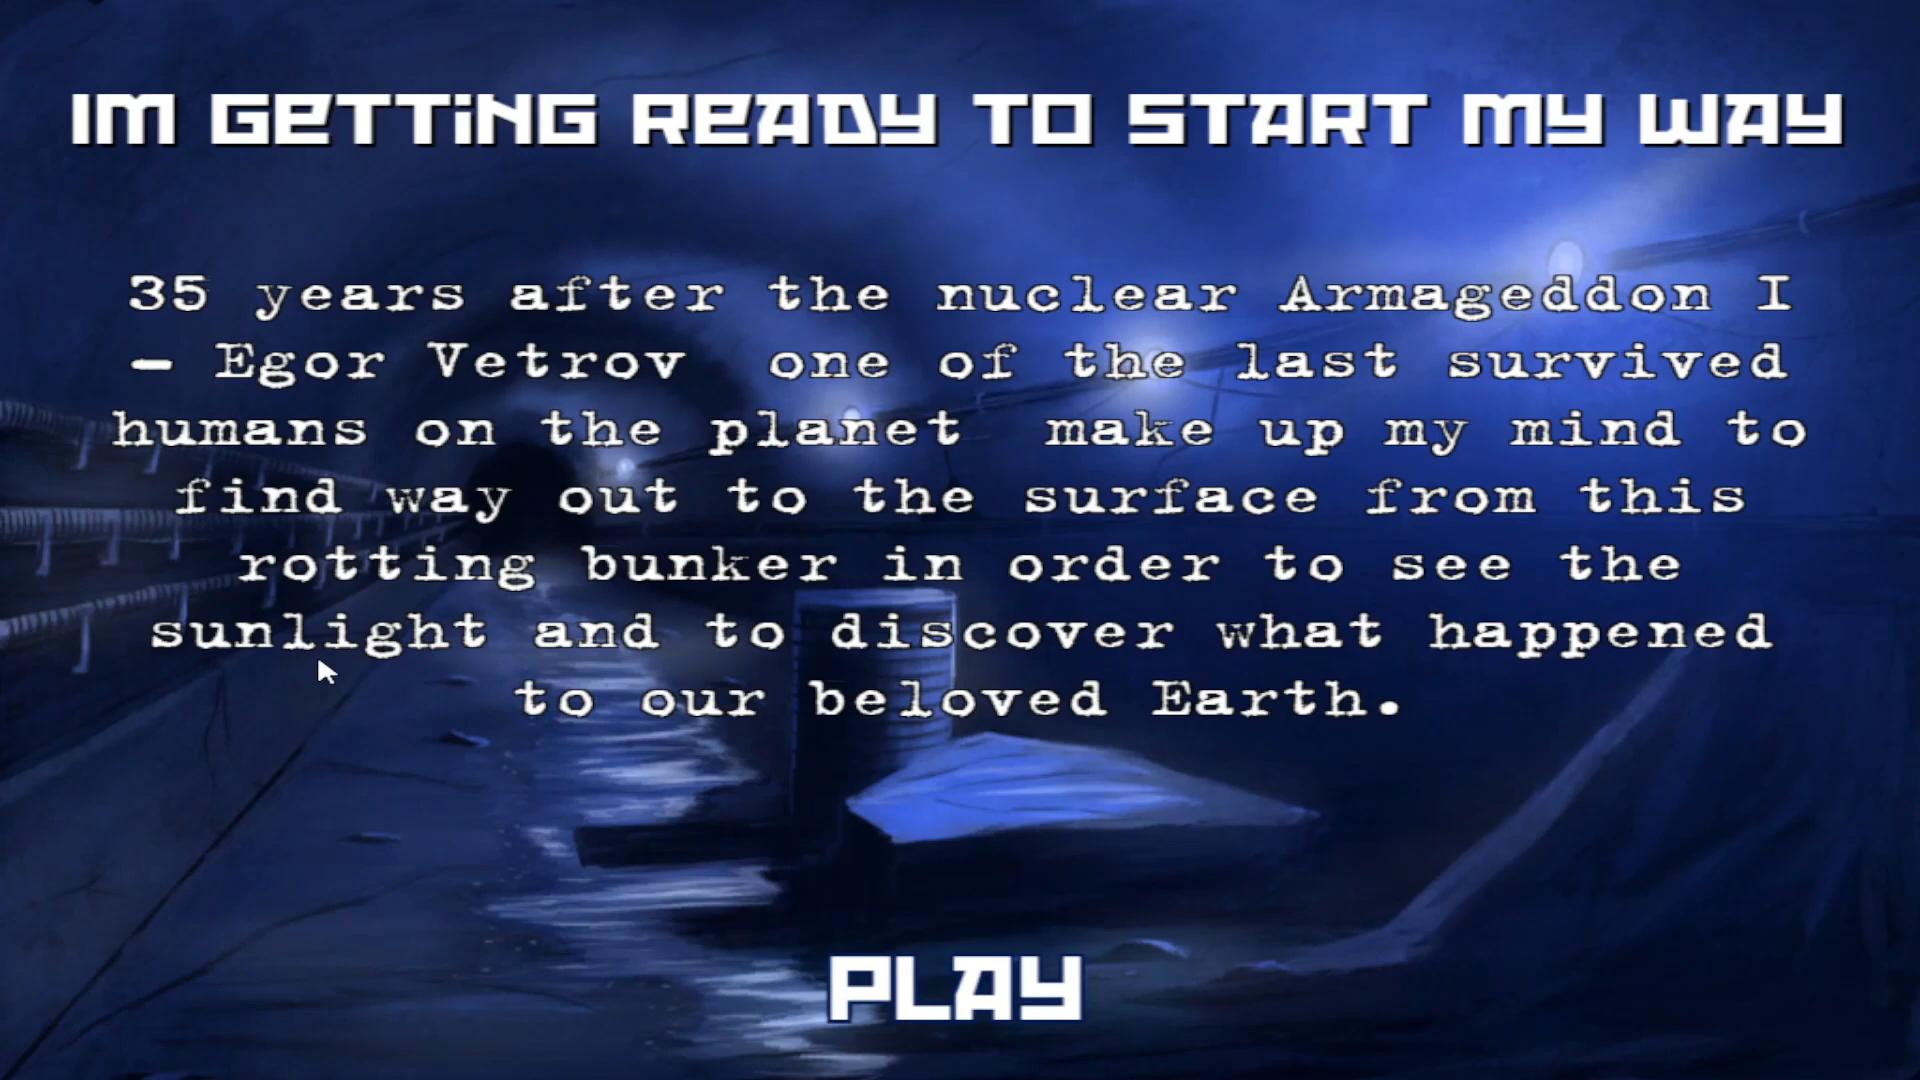 IM GETTING READY TO START MY WAY
35 years after the nuclear Armageddon I
- Egor Vetrov one of the last survived
humans on the planet make up my mind to
find way out to the surface from this
rotting bunker in order to see the
sunlight and to discover what happened
to our beloved Earth.
PLAY